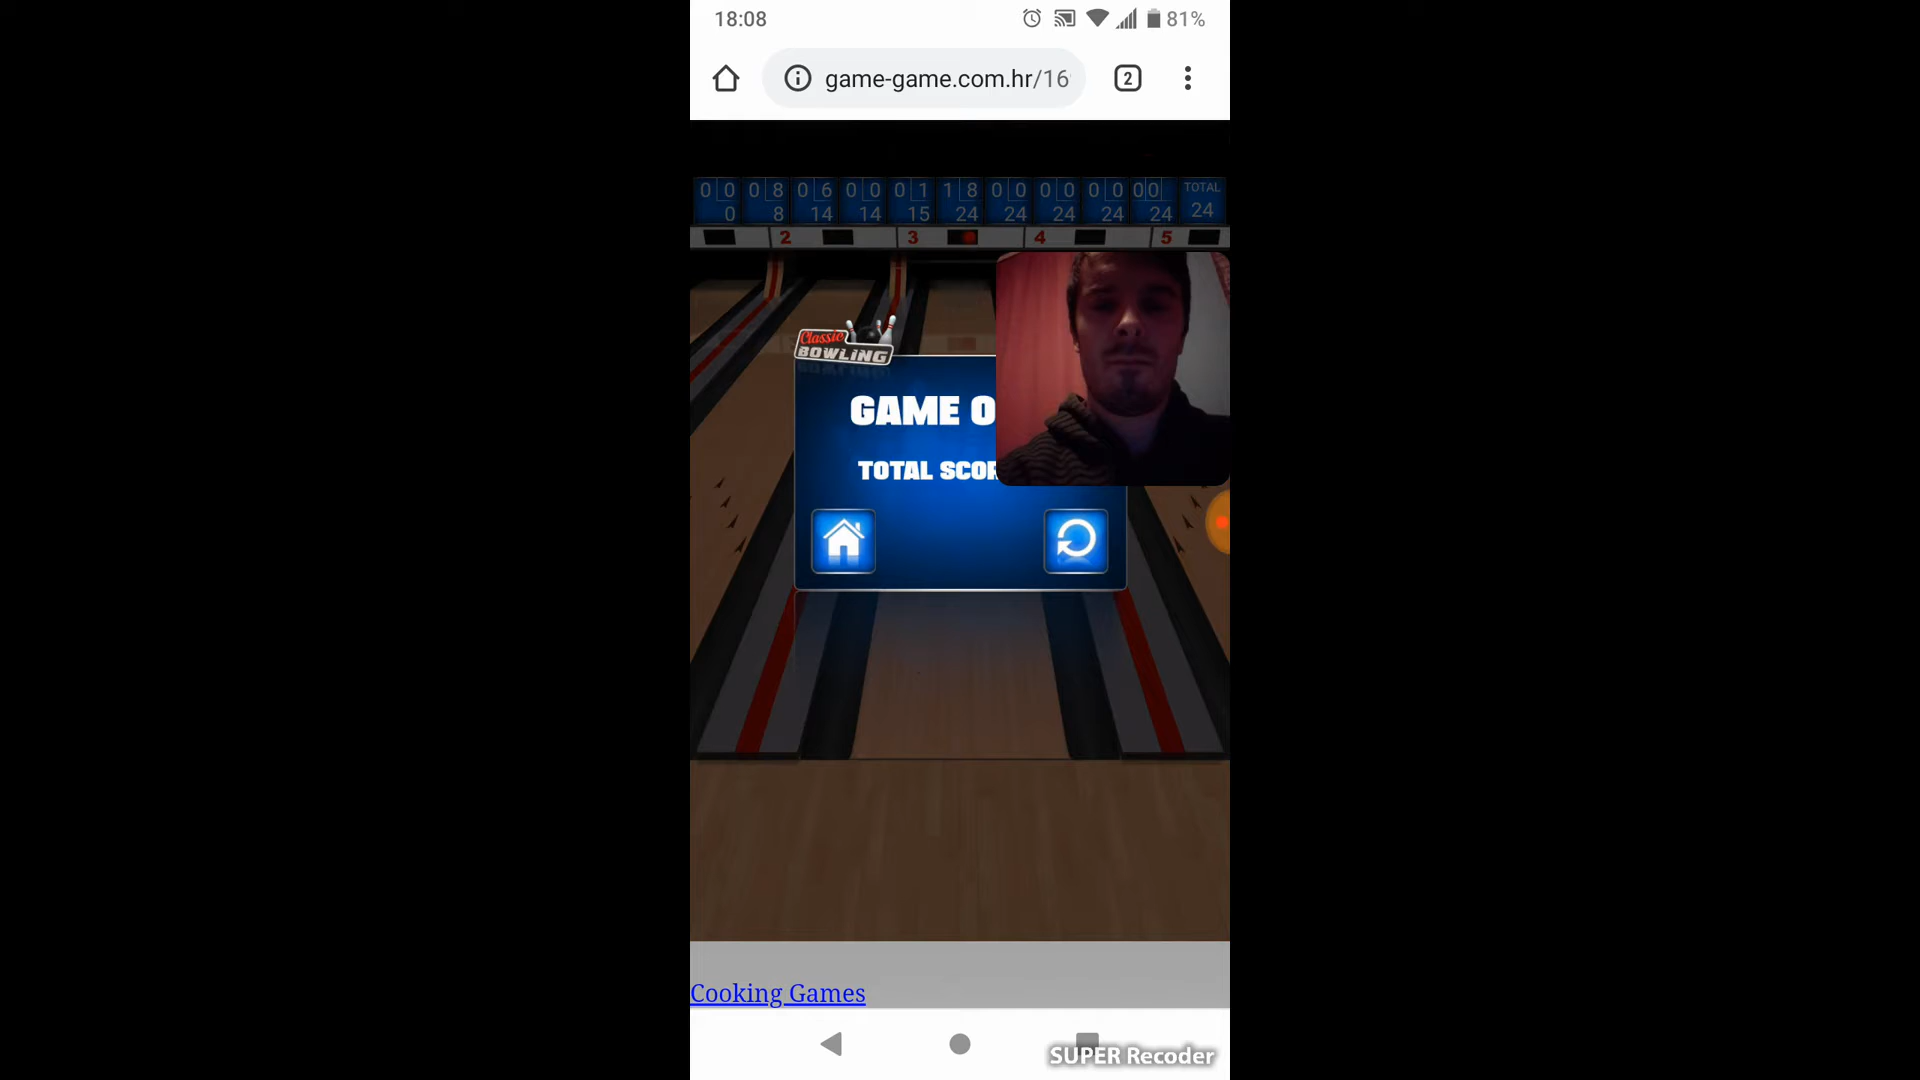 18:08 81%
game-game.com.hr/16
2
0 0 0 8 0 6 0 0 0 1 1 8 0 0 0 0 0 0 0 0 TOTAL
0 8 14 14 15 24 24 24 24 24 24
2 3 4 5
Classic
BOWLING
GAME O
TOTAL SCOR
Cooking Games
SUPER Recoder